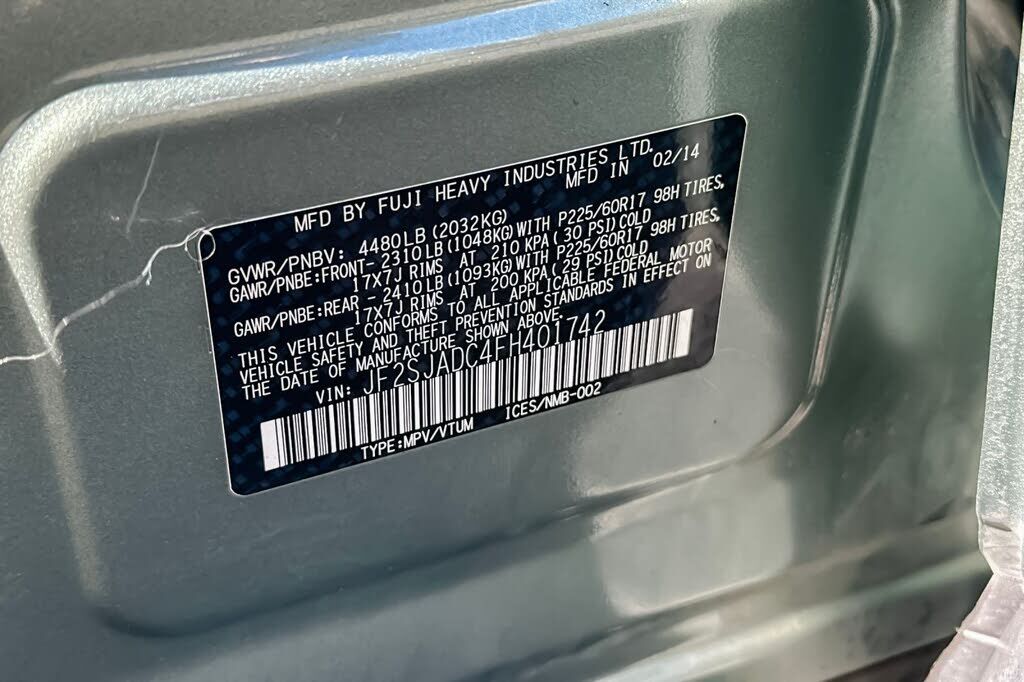 MFD BY FUJI HEAVY INDUSTRIES LTD.
MFD IN 02/14
GVWR/PNBV: 4480LB(2032KG)
GAWR/PNBE:FRONT- 2310LB(1048KG)WITH P225/60R17 98H TIRES,
17X7J RIMS AT 210 KPA(30 PSI)COLD
GAWR/PNBE:REAR - 2410LB(1093KG)WITH P225/60R17 98H TIRES,
17X7J RIMS AT 200 KPA(29 PSI)COLD
THIS VEHICLE CONFORMS TO ALL APPLICABLE FEDERAL MOTOR
VEHICLE SAFETY AND THEFT PREVENTION STANDARDS IN EFFECT ON
THE DATE OF MANUFACTURE SHOWN ABOVE.
VIN: JF2SJADC4FH401742
TYPE:MPV/VTUM ICES/NMB-002